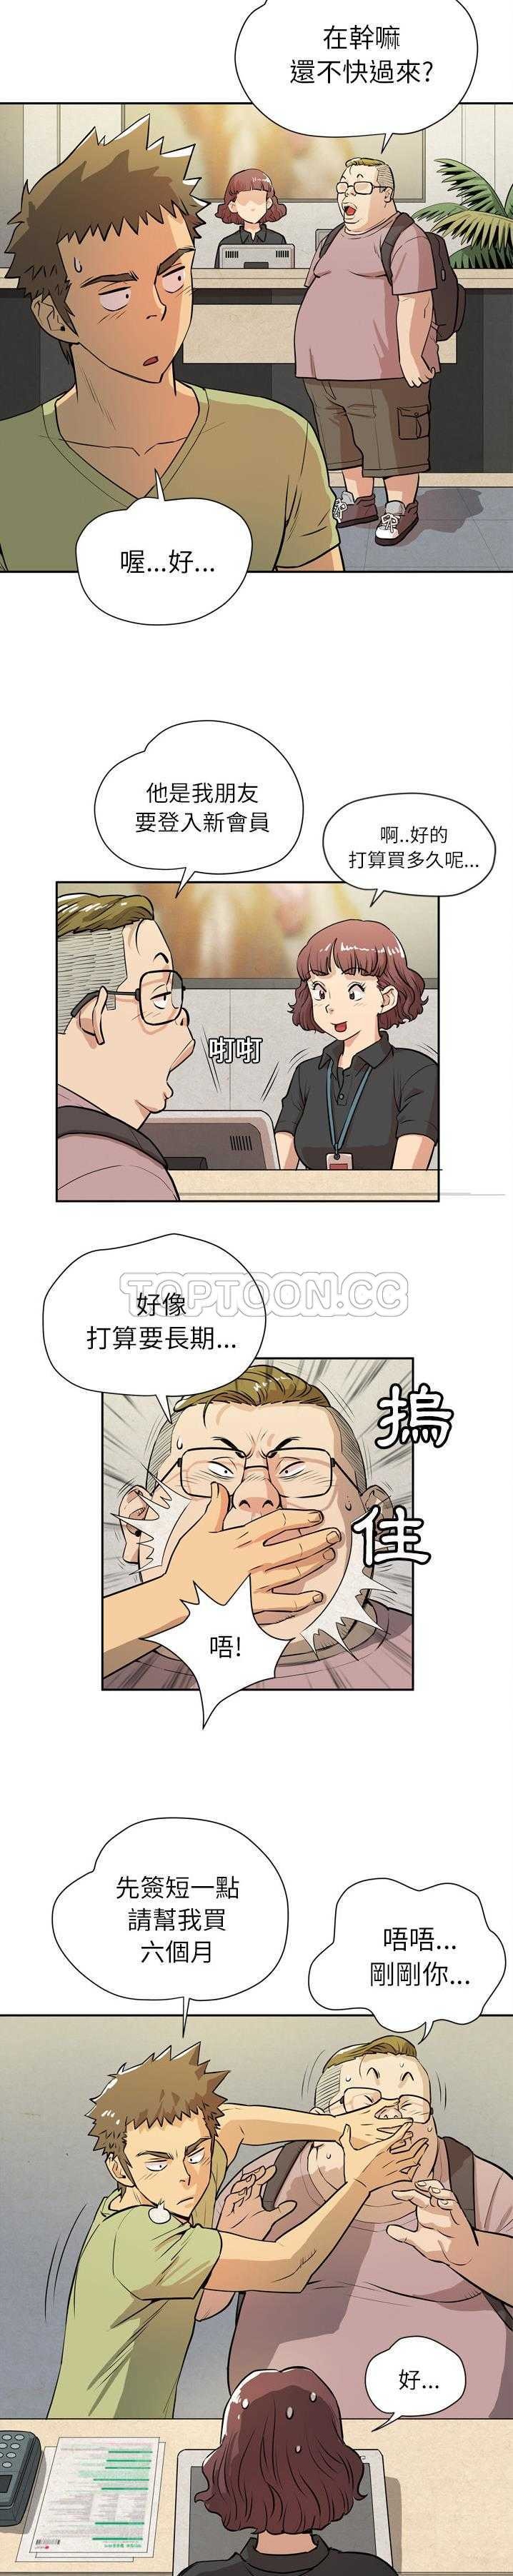 在幹嘛
還不快過來?
喔...好...
他是我朋友
要登入新會員
啊..好的
打算買多久呢...
叮叮
TOPTOON.CC
好像
打算要長期...
摀
住
唔!
先簽短一點
請幫我買
六個月
唔唔...
剛剛你...
好...